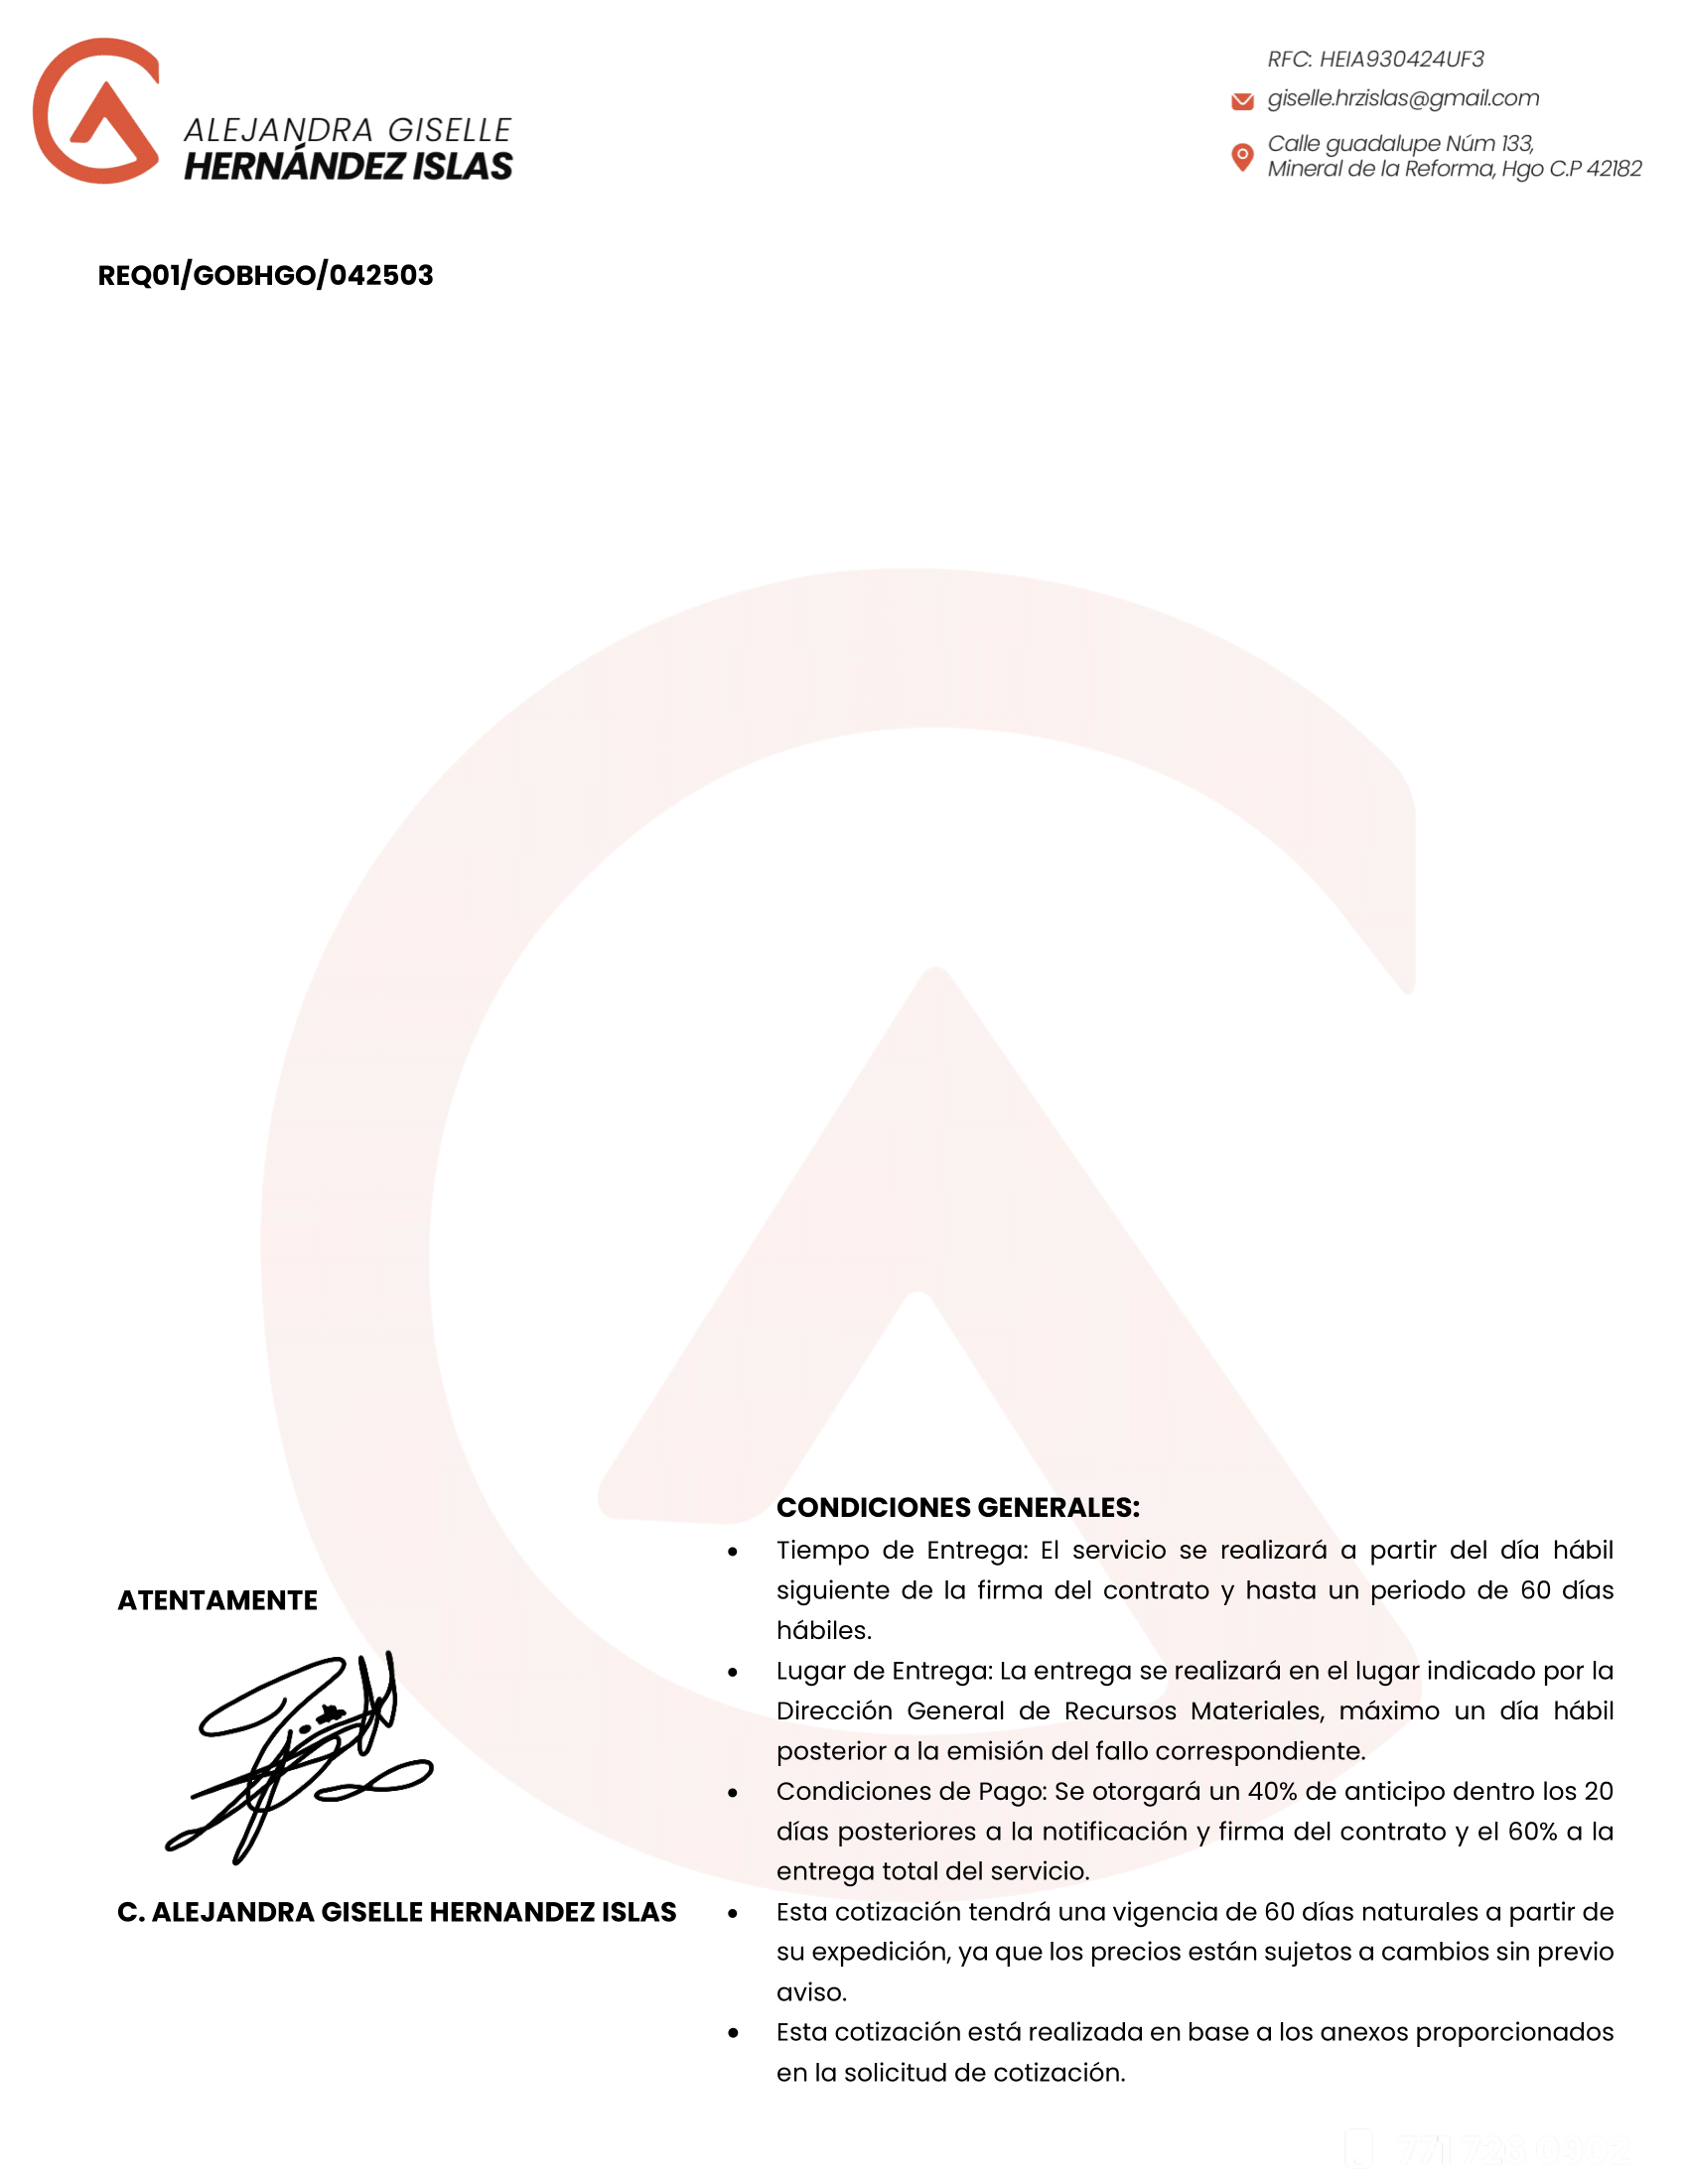 ALEJANDRA GISELLE
HERNÁNDEZ ISLAS
RFC: HEIA930424UF3
giselle.hrzislas@gmail.com
Calle guadalupe Núm 133,
Mineral de la Reforma, Hgo C.P 42182
REQ01/GOBHGO/042503
ATENTAMENTE
C. ALEJANDRA GISELLE HERNANDEZ ISLAS
CONDICIONES GENERALES:
• Tiempo de Entrega: El servicio se realizará a partir del día hábil
siguiente de la firma del contrato y hasta un periodo de 60 días
hábiles.
• Lugar de Entrega: La entrega se realizará en el lugar indicado por la
Dirección General de Recursos Materiales, máximo un día hábil
posterior a la emisión del fallo correspondiente.
• Condiciones de Pago: Se otorgará un 40% de anticipo dentro los 20
días posteriores a la notificación y firma del contrato y el 60% a la
entrega total del servicio.
• Esta cotización tendrá una vigencia de 60 días naturales a partir de
su expedición, ya que los precios están sujetos a cambios sin previo
aviso.
• Esta cotización está realizada en base a los anexos proporcionados
en la solicitud de cotización.